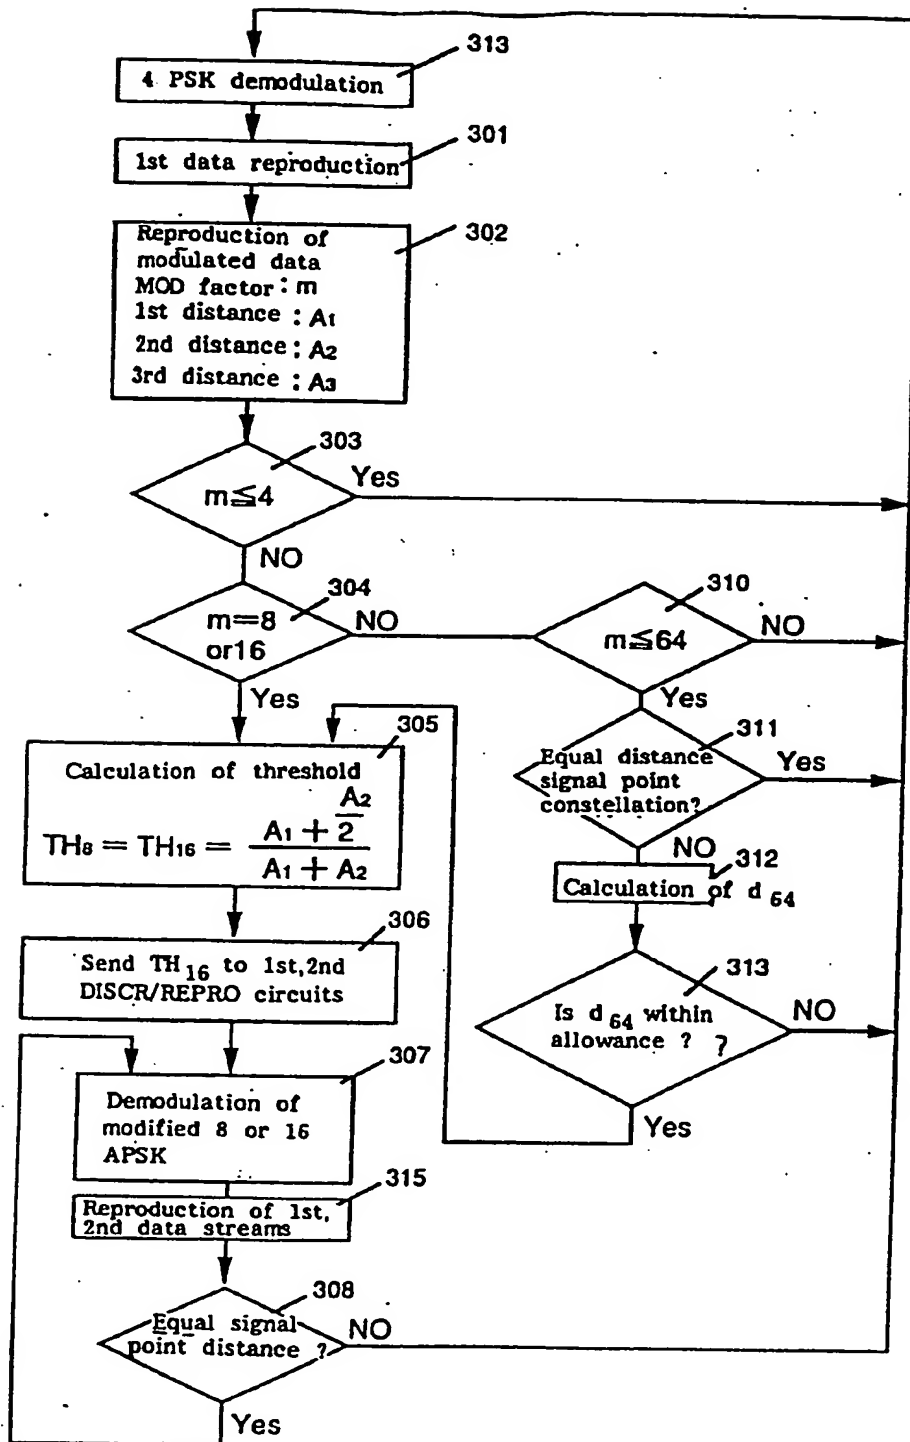 313
4 PSK demodulation
301
1st data reproduction
302
Reproduction of
modulated data
MOD factor : m
1st distance : A1
2nd distance : A2
3rd distance : A3
303
m≦4
Yes
NO
304
m=8
or16
NO
Yes
310
m≦64
NO
Yes
305
Calculation of threshold
TH8 = TH16 = (A1 + A2/2) / (A1 + A2)
311
Equal distance
signal point
constellation?
Yes
NO
312
Calculation of d64
306
Send TH16 to 1st,2nd
DISCR/REPRO circuits
313
Is d64 within
allowance ? ?
NO
Yes
307
Demodulation of
modified 8 or 16
APSK
315
Reproduction of 1st,
2nd data streams
308
Equal signal
point distance ?
NO
Yes